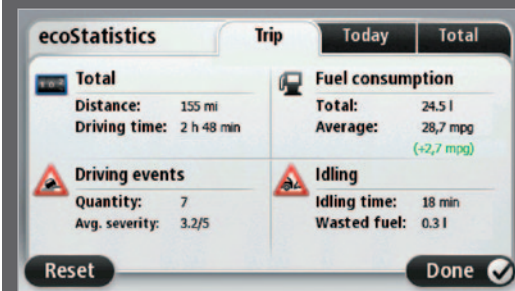 ecoStatistics
Trip
Today
Total
Total
Distance: 155 mi
Driving time: 2 h 48 min
Fuel consumption
Total: 24.5 l
Average: 28,7 mpg
(+2,7 mpg)
Driving events
Quantity: 7
Avg. severity: 3.2/5
Idling
Idling time: 18 min
Wasted fuel: 0.3 l
Reset
Done